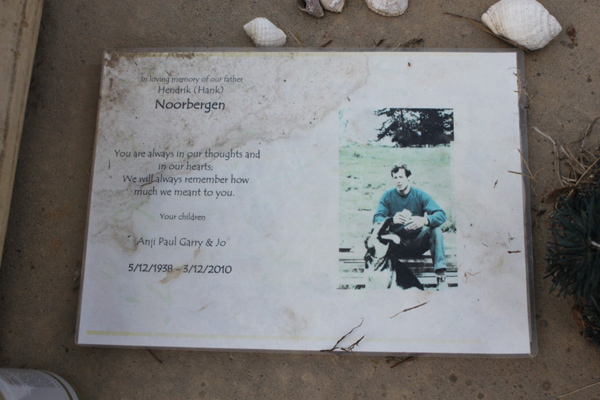 In loving memory of our father
Hendrik (Hank)
Noorbergen
You are always in our thoughts and
in our hearts;
We will always remember how
much we meant to you.
Your children
Anji Paul Garry & Jo
5/12/1938 - 3/12/2010